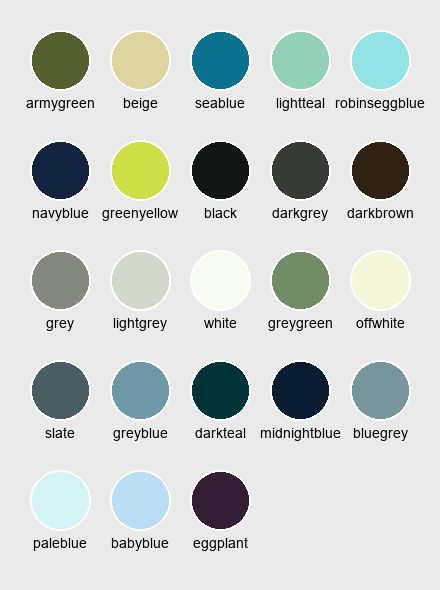 armygreen beige seablue lightteal robinseggblue
navyblue greenyellow black darkgrey darkbrown
grey lightgrey white greygreen offwhite
slate greyblue darkteal midnightblue bluegrey
paleblue babyblue eggplant